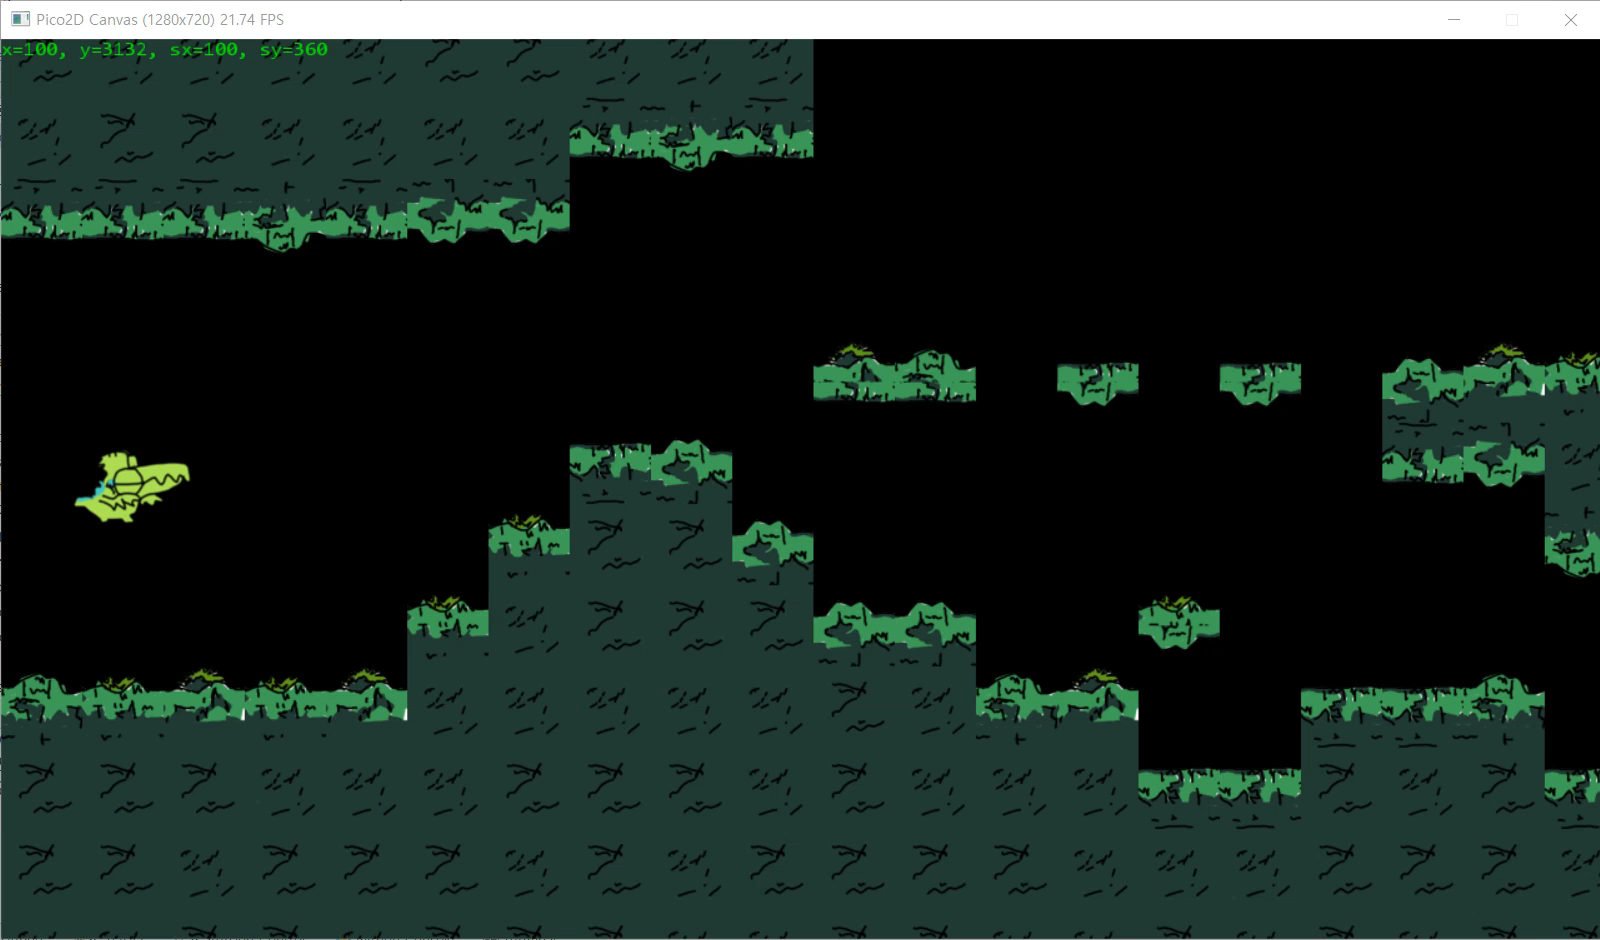 Pico2D Canvas (1280x720) 21.74 FPS
x=100, y=3132, sx=100, sy=360